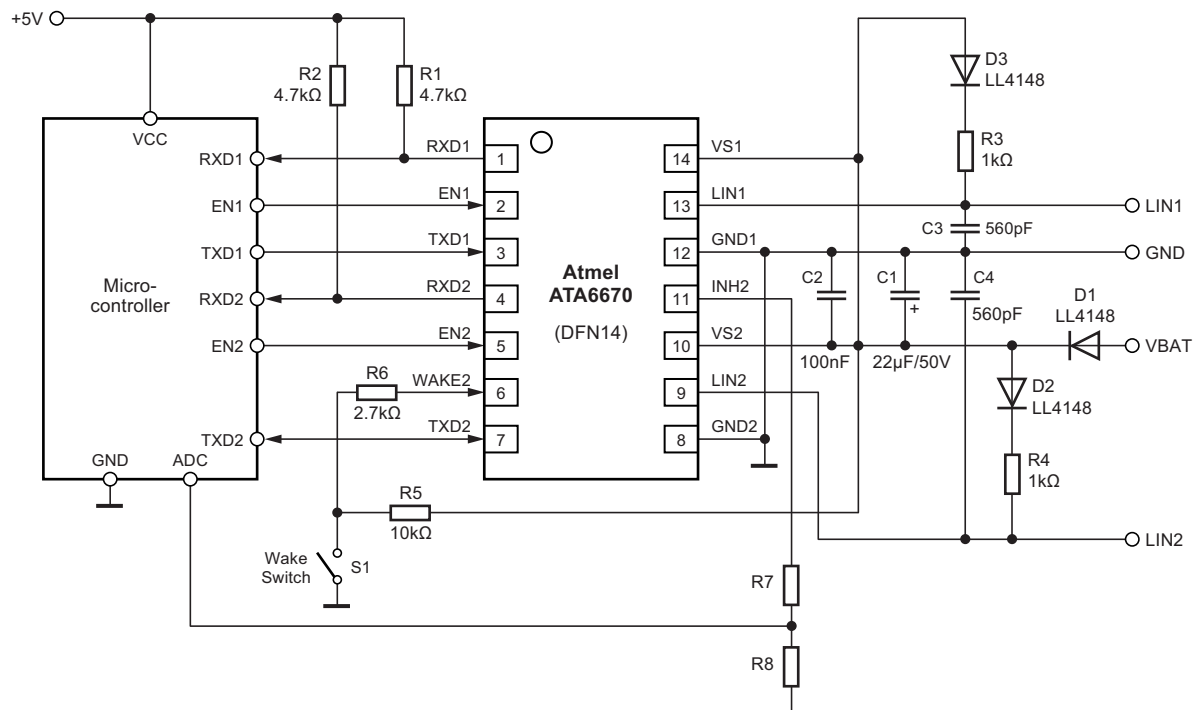 +5V
R2
4.7kΩ
R1
4.7kΩ
D3
LL4148
R3
1kΩ
VCC
RXD1
EN1
TXD1
RXD2
EN2
TXD2
Micro-
controller
GND
ADC
RXD1
EN1
TXD1
RXD2
EN2
WAKE2
TXD2
R6
2.7kΩ
1
2
3
4
5
6
7
Atmel
ATA6670
(DFN14)
14
13
12
11
10
9
8
VS1
LIN1
GND1
INH2
VS2
LIN2
GND2
C3
560pF
C2
100nF
C1
+
22µF/50V
C4
560pF
D1
LL4148
D2
LL4148
R4
1kΩ
LIN1
GND
VBAT
LIN2
R5
10kΩ
Wake
Switch
S1
R7
R8